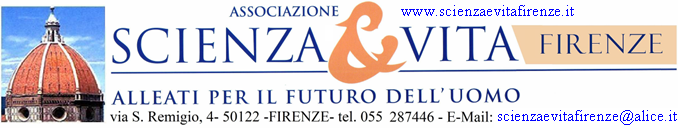 ASSOCIAZIONE www.scienzaevitafirenze.it
SCIENZA & VITA FIRENZE
ALLEATI PER IL FUTURO DELL'UOMO
via S. Remigio, 4- 50122 -FIRENZE- tel. 055 287446 - E-Mail: scienzaevitafirenze@alice.it